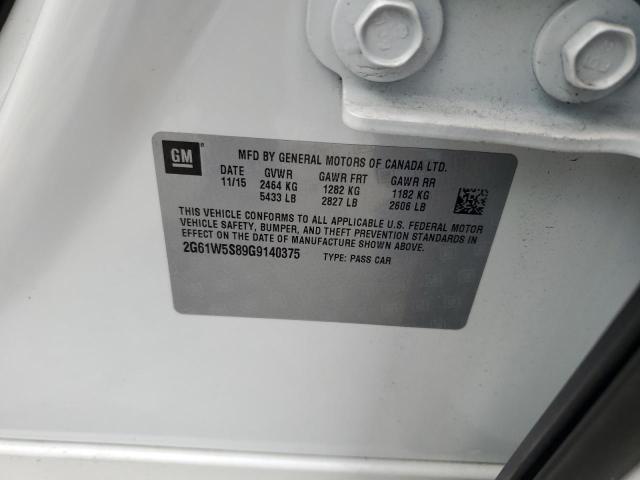 GM
MFD BY GENERAL MOTORS OF CANADA LTD.
DATE GVWR GAWR FRT GAWR RR
11/15 2464 KG 1282 KG 1182 KG
5433 LB 2827 LB 2606 LB
THIS VEHICLE CONFORMS TO ALL APPLICABLE U.S. FEDERAL MOTOR
VEHICLE SAFETY, BUMPER, AND THEFT PREVENTION STANDARDS IN
EFFECT ON THE DATE OF MANUFACTURE SHOWN ABOVE.
2G61W5S89G9140375 TYPE: PASS CAR